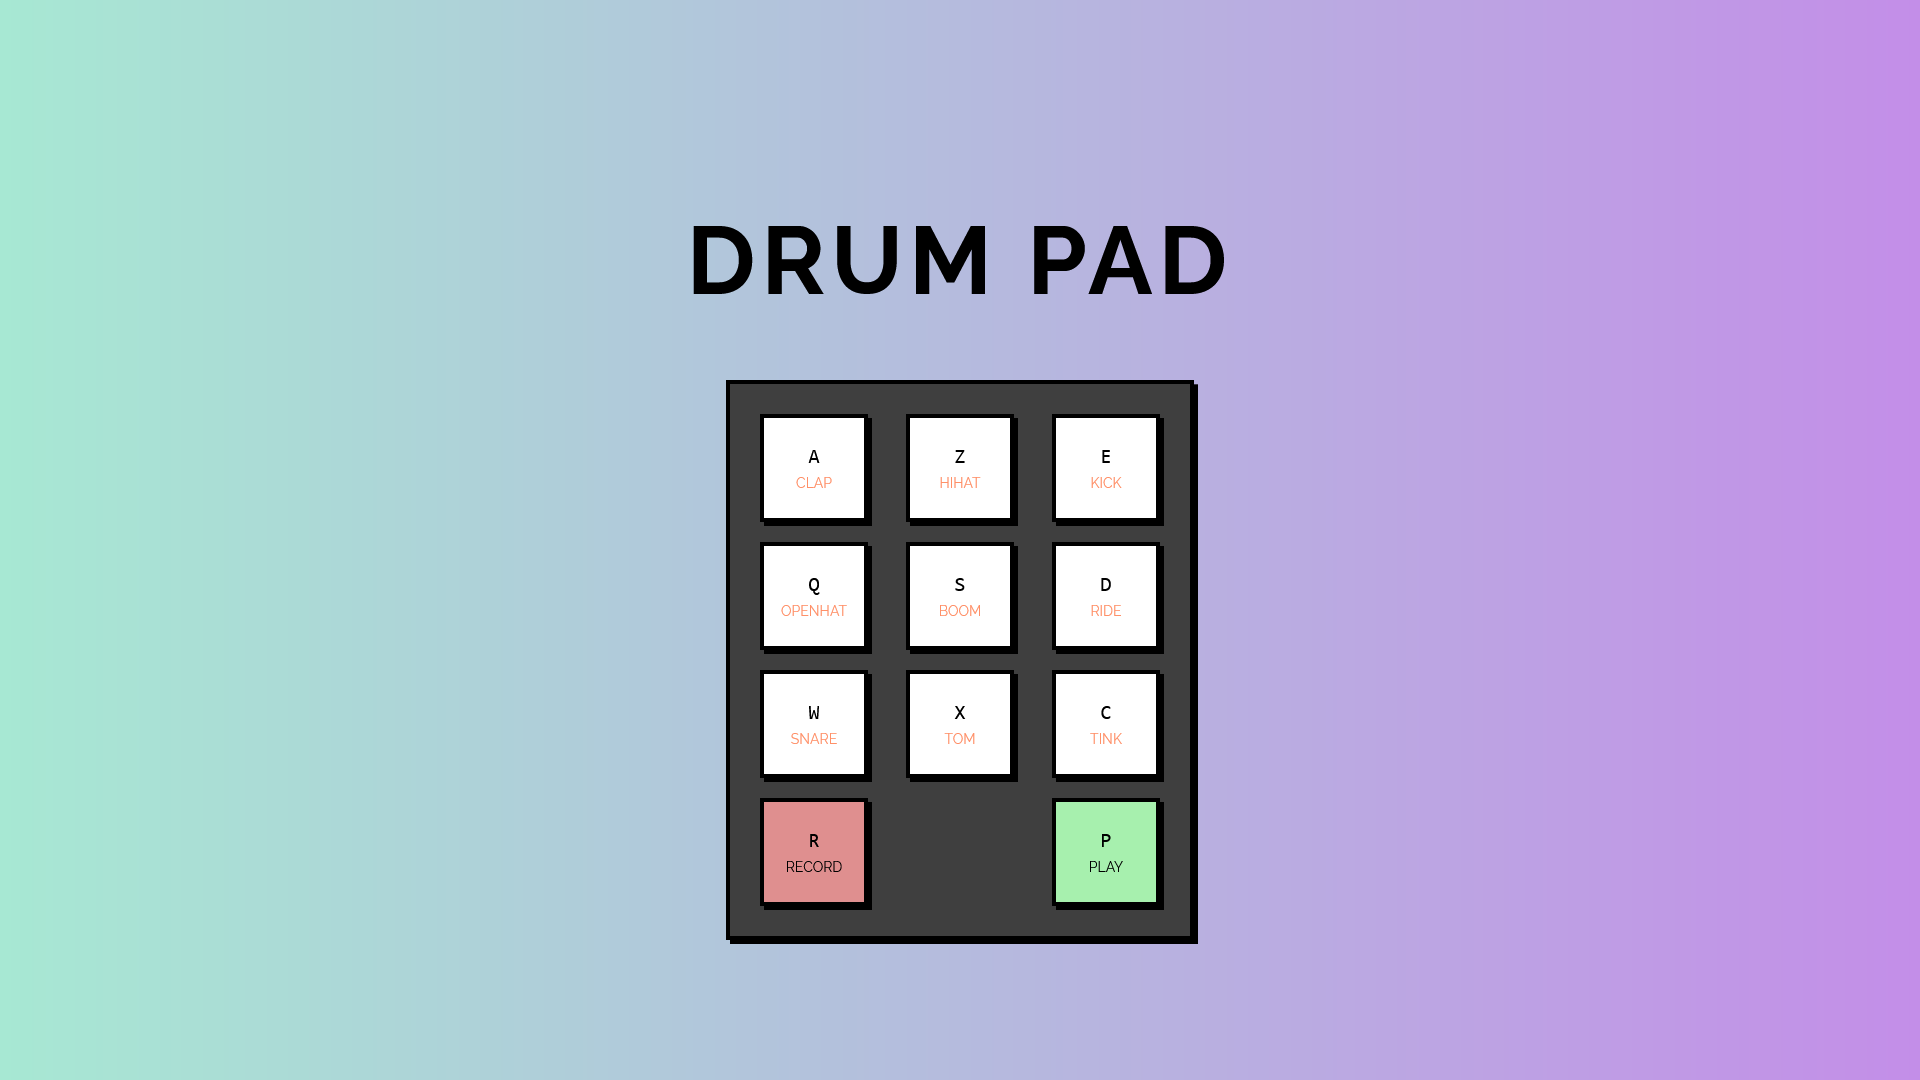 DRUM PAD
A
CLAP
Z
HIHAT
E
KICK
Q
OPENHAT
S
BOOM
D
RIDE
W
SNARE
X
TOM
C
TINK
R
RECORD
P
PLAY